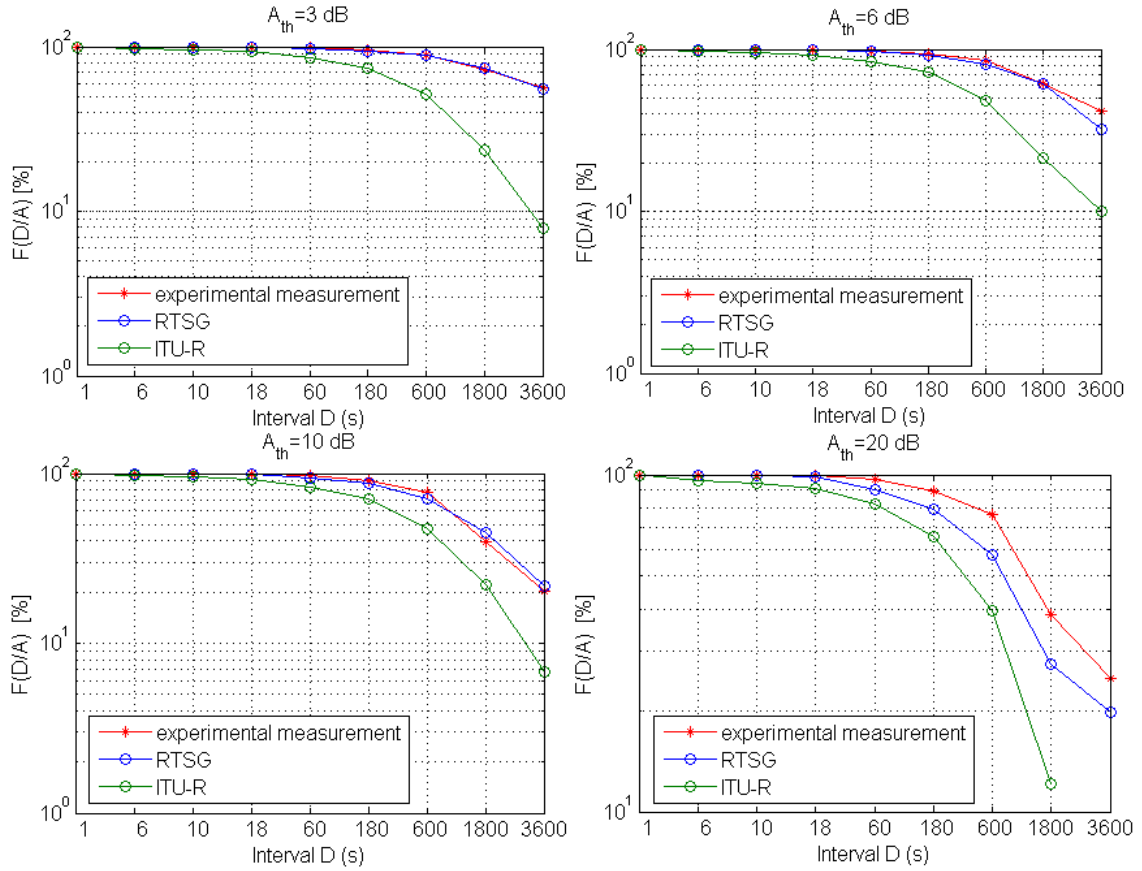 A_th=3 dB
10^2
10^1
10^0
F(D/A) [%]
experimental measurement
RTSG
ITU-R
1 6 10 18 60 180 600 1800 3600
Interval D (s)
A_th=6 dB
10^2
10^1
10^0
F(D/A) [%]
experimental measurement
RTSG
ITU-R
1 6 10 18 60 180 600 1800 3600
Interval D (s)
A_th=10 dB
10^2
10^1
10^0
F(D/A) [%]
experimental measurement
RTSG
ITU-R
1 6 10 18 60 180 600 1800 3600
Interval D (s)
A_th=20 dB
10^2
10^1
F(D/A) [%]
experimental measurement
RTSG
ITU-R
1 6 10 18 60 180 600 1800 3600
Interval D (s)